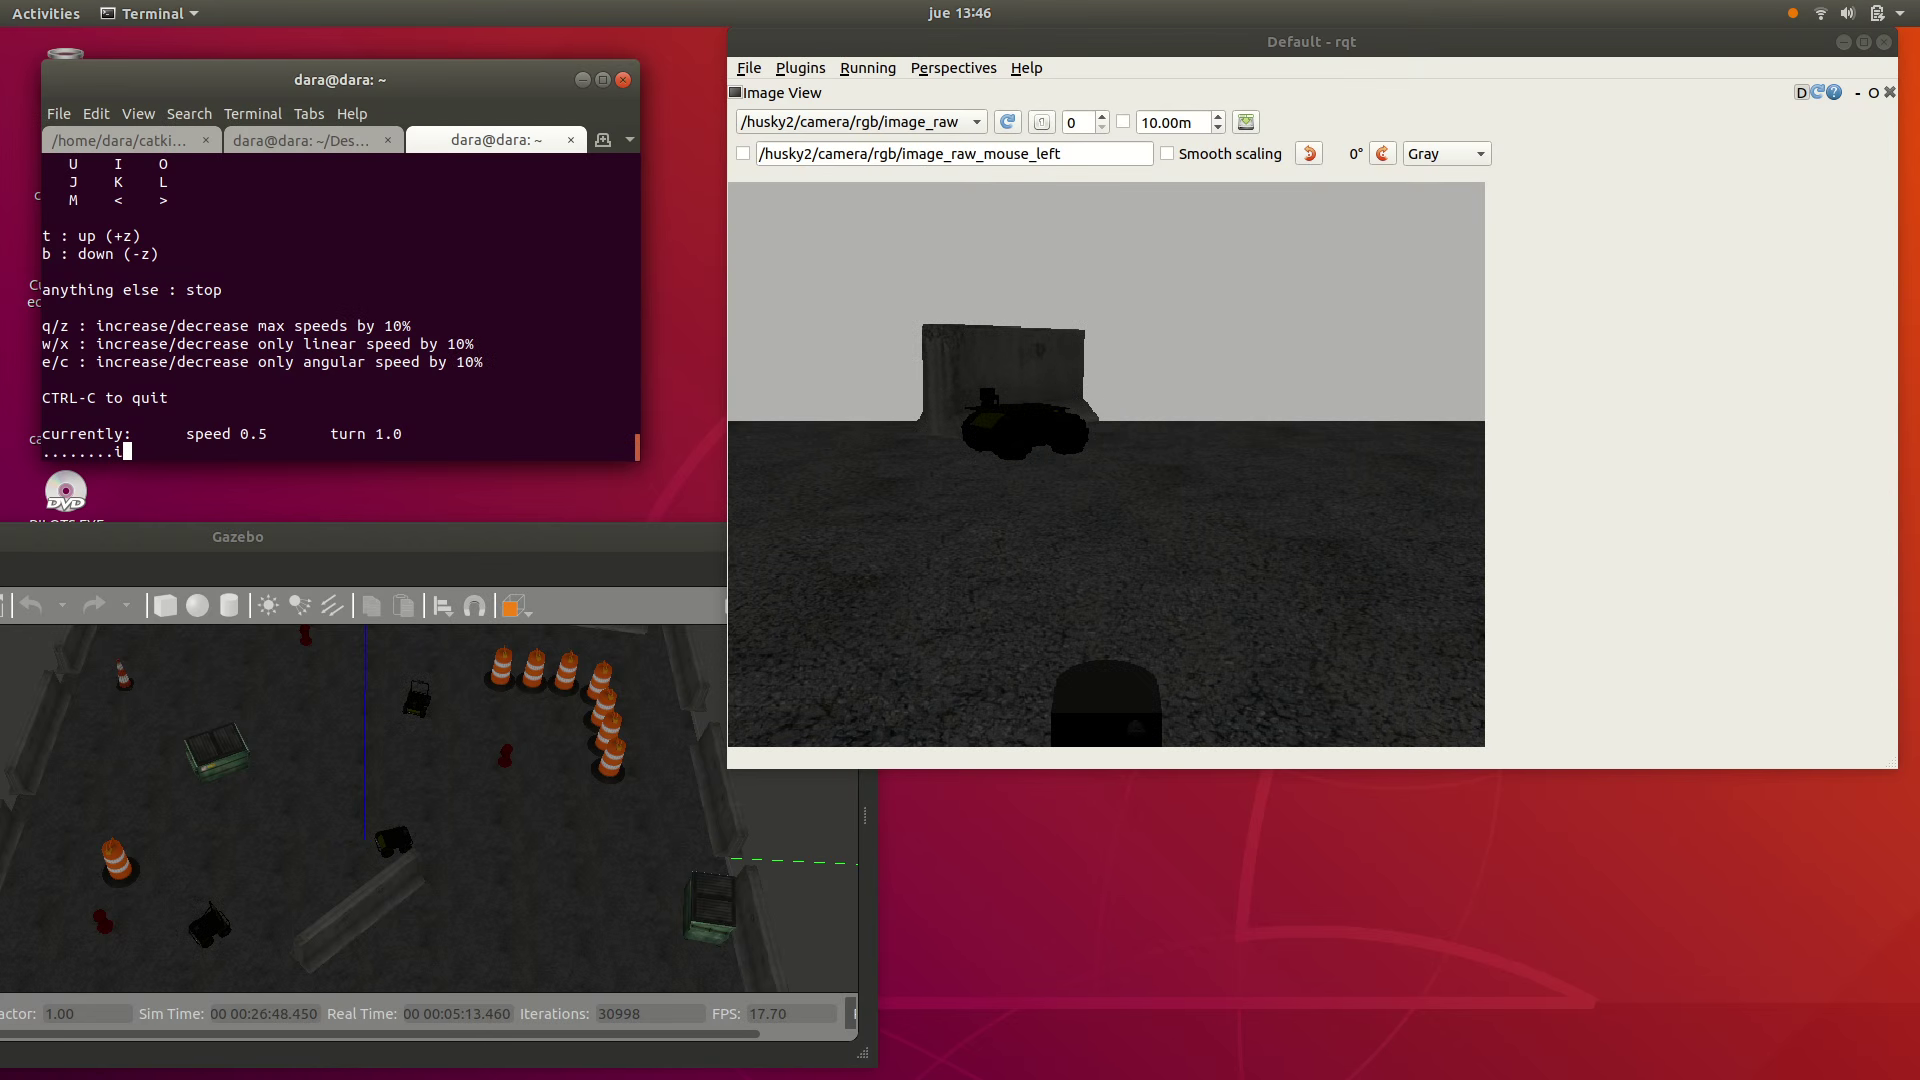 Activities Terminal jue 13:46
Default - rqt
File Plugins Running Perspectives Help
Image View
D - O
/husky2/camera/rgb/image_raw 0 10.00m
/husky2/camera/rgb/image_raw_mouse_left Smooth scaling 0° Gray
dara@dara: ~
File Edit View Search Terminal Tabs Help
/home/dara/catki... × dara@dara: ~/Des... × dara@dara: ~ ×
U I O
J K L
M < >
t : up (+z)
b : down (-z)
anything else : stop
q/z : increase/decrease max speeds by 10%
w/x : increase/decrease only linear speed by 10%
e/c : increase/decrease only angular speed by 10%
CTRL-C to quit
currently: speed 0.5 turn 1.0
........i
DVD
Gazebo
actor: 1.00 Sim Time: 00 00:26:48.450 Real Time: 00 00:05:13.460 Iterations: 30998 FPS: 17.70